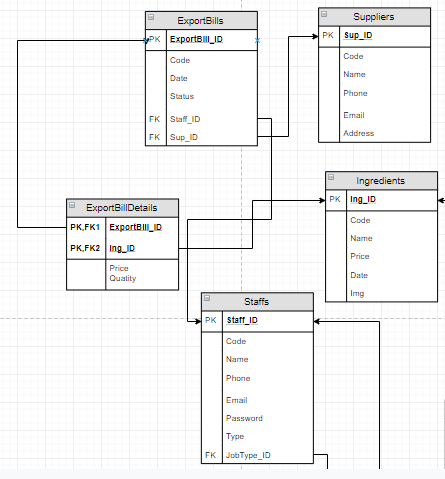 ExportBills
PK ExportBill_ID
Code
Date
Status
FK Staff_ID
FK Sup_ID
Suppliers
PK Sup_ID
Code
Name
Phone
Email
Address
Ingredients
PK Ing_ID
Code
Name
Price
Date
Img
ExportBillDetails
PK,FK1 ExportBill_ID
PK,FK2 Ing_ID
Price
Quatity
Staffs
PK Staff_ID
Code
Name
Phone
Email
Password
Type
FK JobType_ID